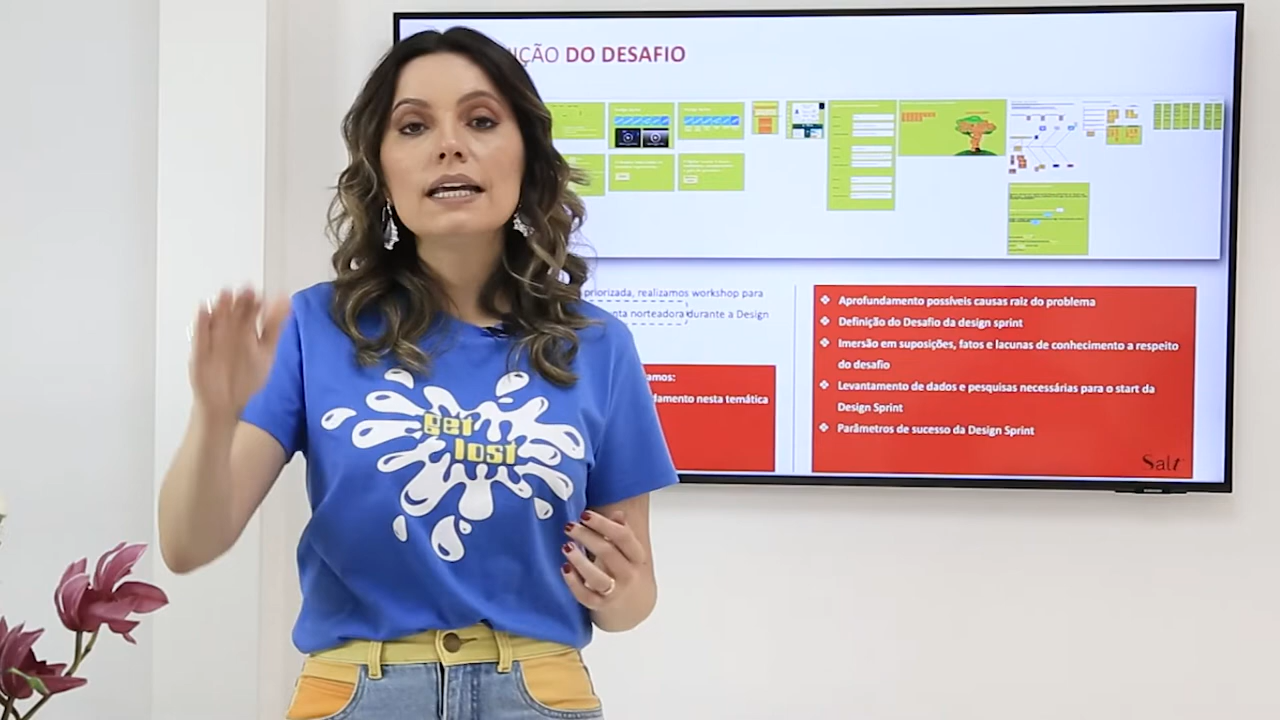 IÇÃO DO DESAFIO
priorizada, realizamos workshop para
nta norteadora durante a Design
amos:
damento nesta temática
❖ Aprofundamento possíveis causas raiz do problema
❖ Definição do Desafio da design sprint
❖ Imersão em suposições, fatos e lacunas de conhecimento a respeito
do desafio
❖ Levantamento de dados e pesquisas necessárias para o start da
Design Sprint
❖ Parâmetros de sucesso da Design Sprint
Salt
get
lost